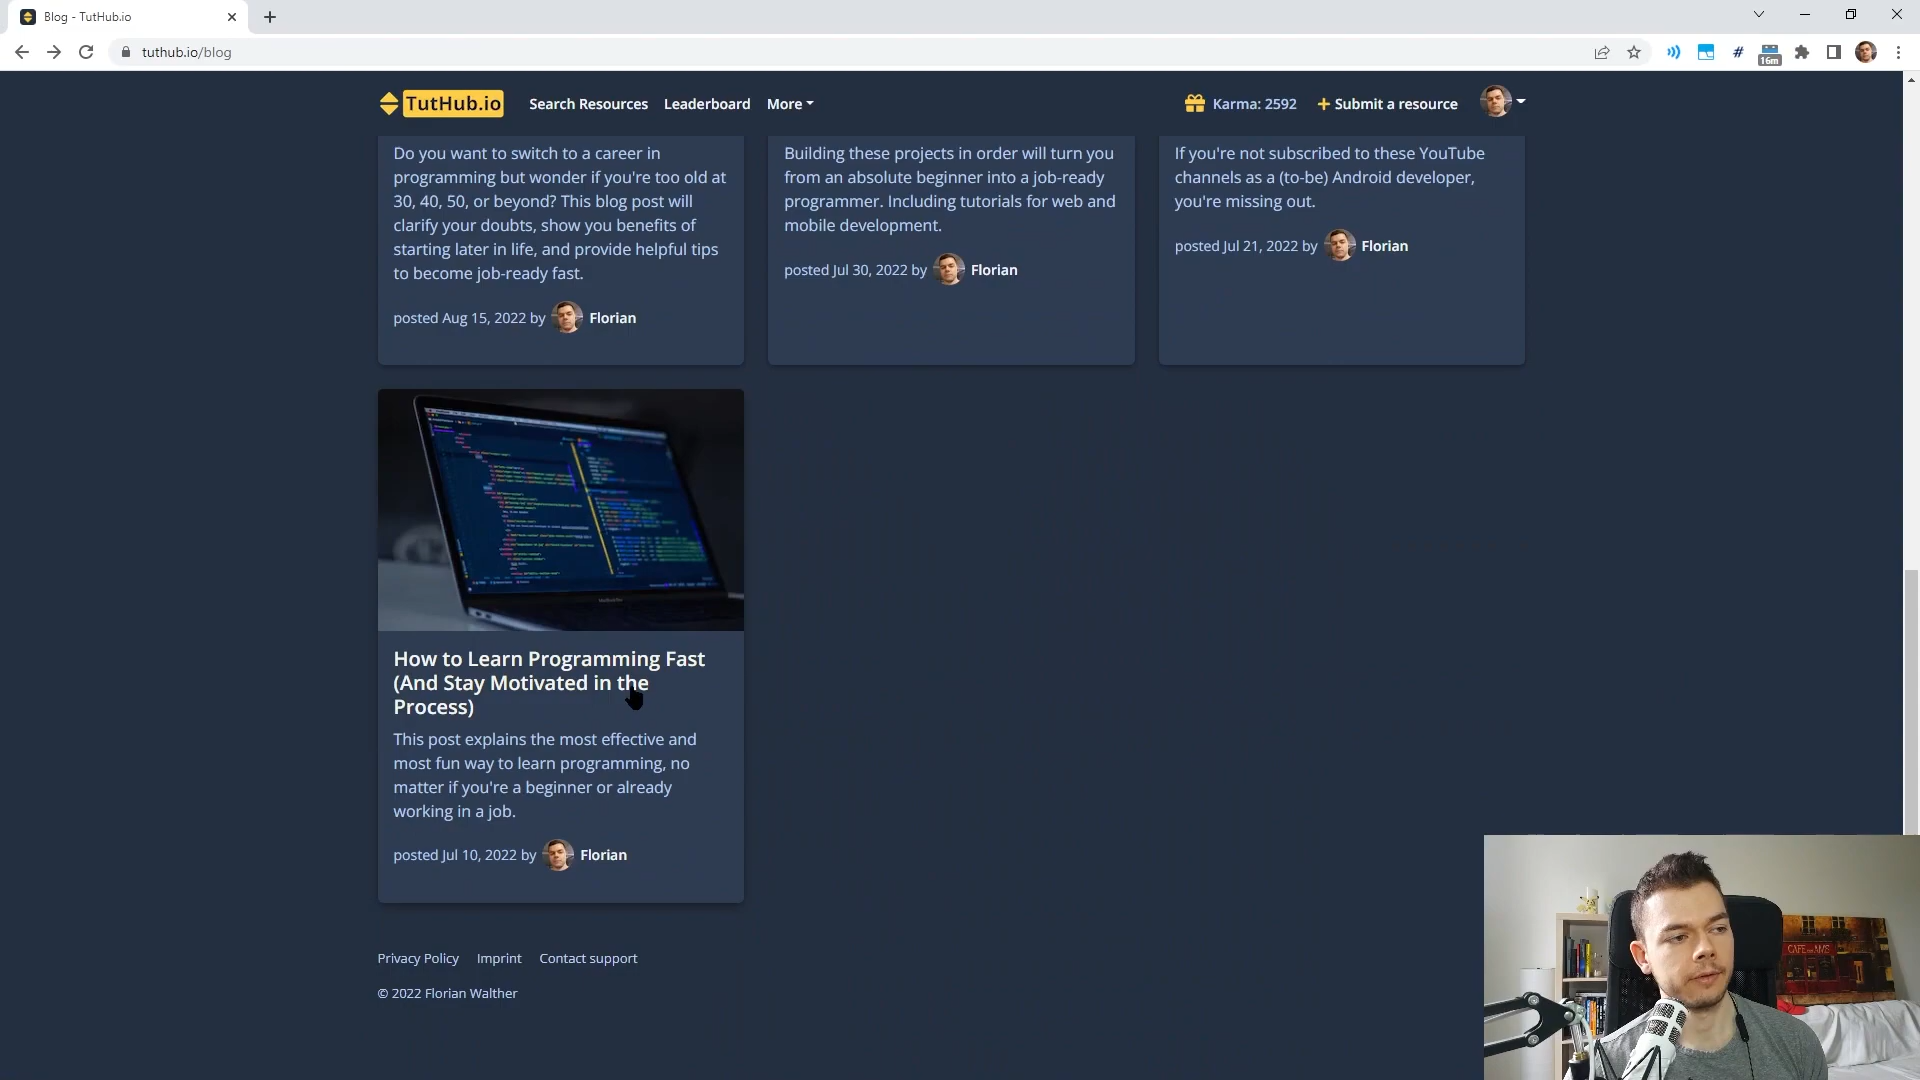 Blog - TutHub.io
tuthub.io/blog
16m
TutHub.io
Search Resources
Leaderboard
More
Karma: 2592
Submit a resource
Do you want to switch to a career in
programming but wonder if you're too old at
30, 40, 50, or beyond? This blog post will
clarify your doubts, show you benefits of
starting later in life, and provide helpful tips
to become job-ready fast.
posted Aug 15, 2022 by Florian
Building these projects in order will turn you
from an absolute beginner into a job-ready
programmer. Including tutorials for web and
mobile development.
posted Jul 30, 2022 by Florian
If you're not subscribed to these YouTube
channels as a (to-be) Android developer,
you're missing out.
posted Jul 21, 2022 by Florian
How to Learn Programming Fast
(And Stay Motivated in the
Process)
This post explains the most effective and
most fun way to learn programming, no
matter if you're a beginner or already
working in a job.
posted Jul 10, 2022 by Florian
Privacy Policy
Imprint
Contact support
© 2022 Florian Walther